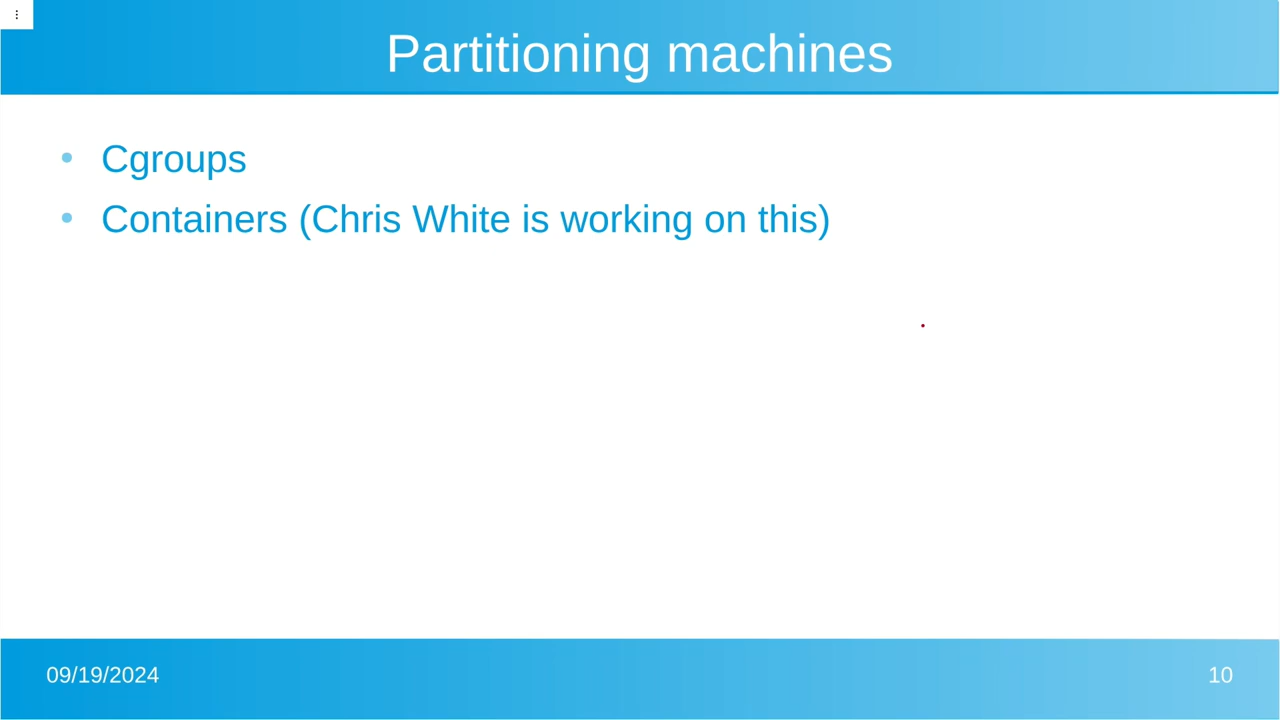 Partitioning machines
• Cgroups
• Containers (Chris White is working on this)
09/19/2024
10